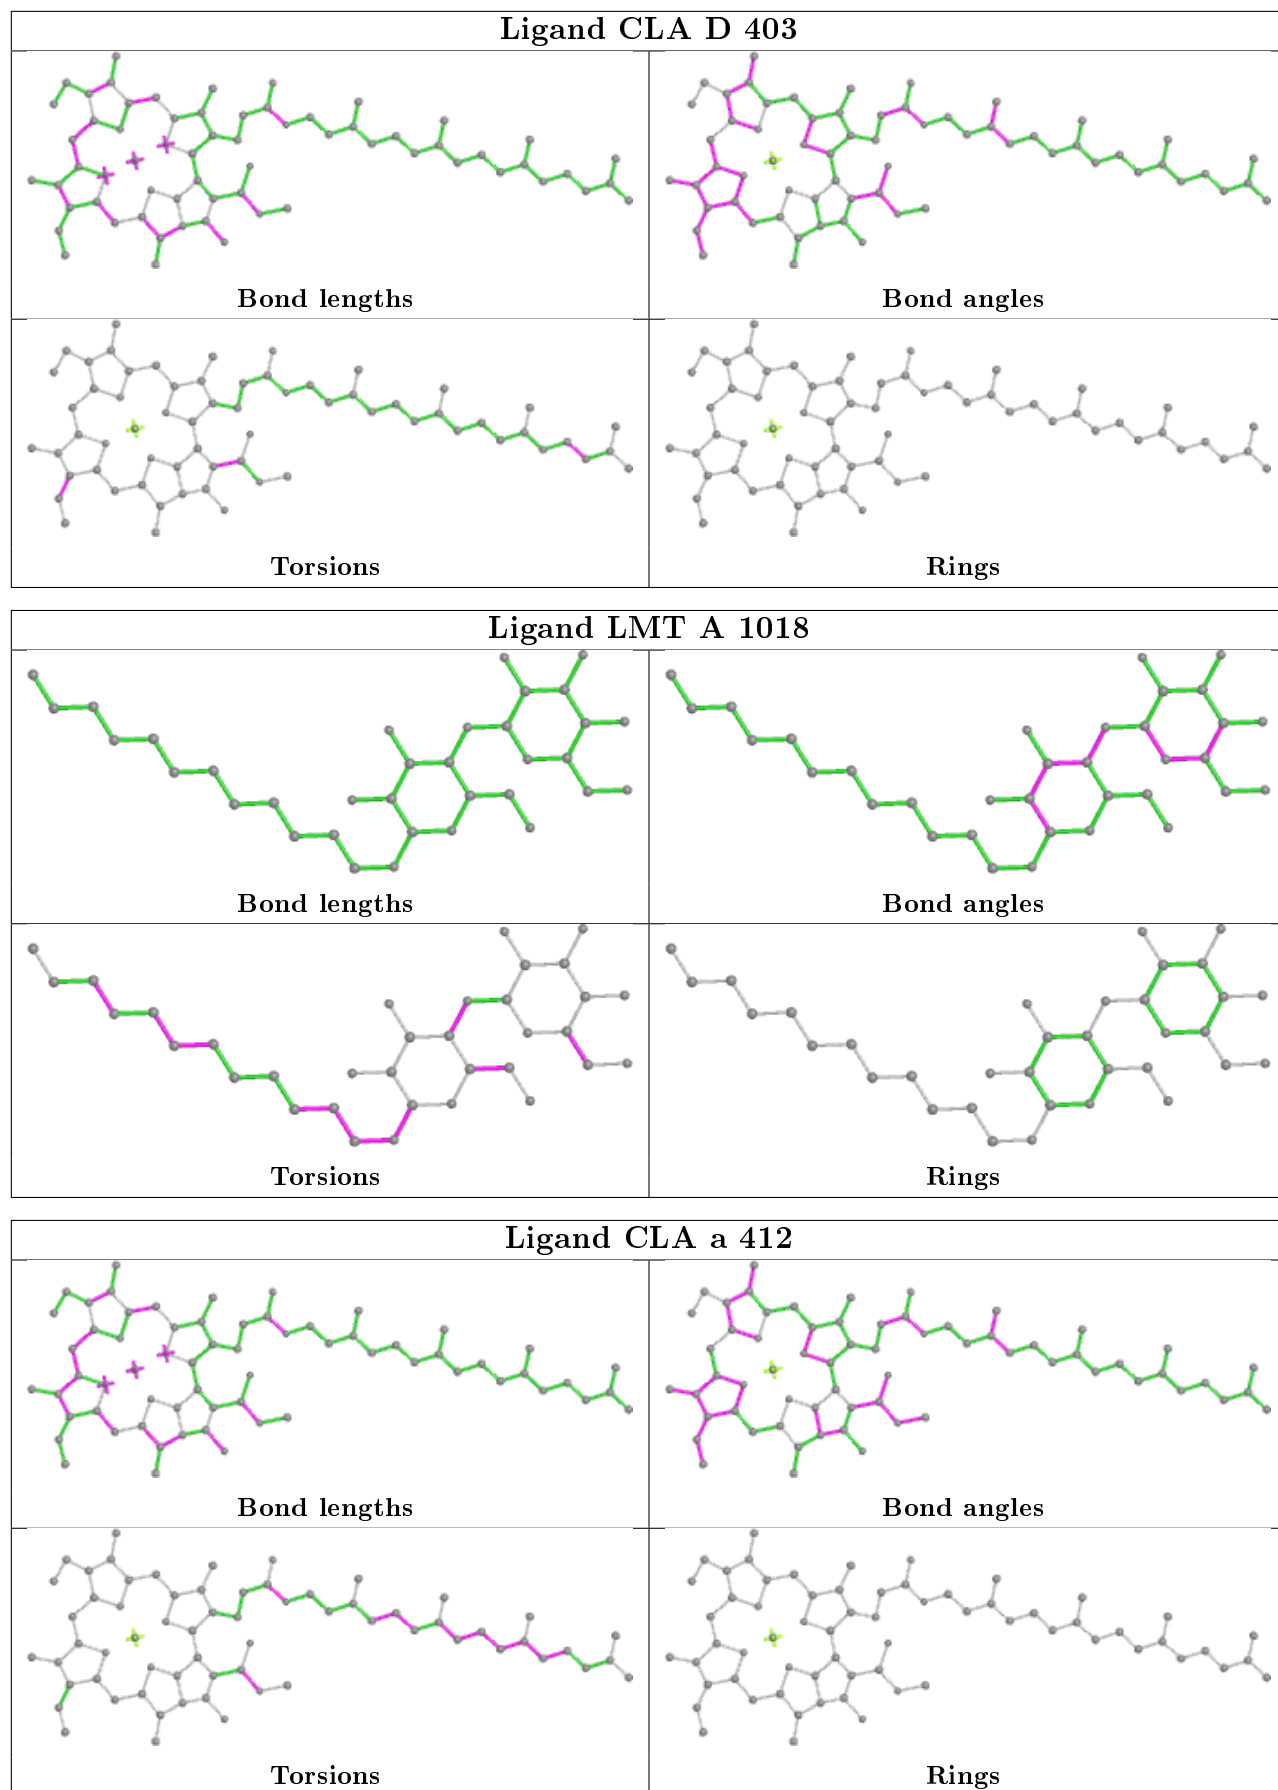 Ligand CLA D 403
Bond lengths
Bond angles
Torsions
Rings
Ligand LMT A 1018
Bond lengths
Bond angles
Torsions
Rings
Ligand CLA a 412
Bond lengths
Bond angles
Torsions
Rings